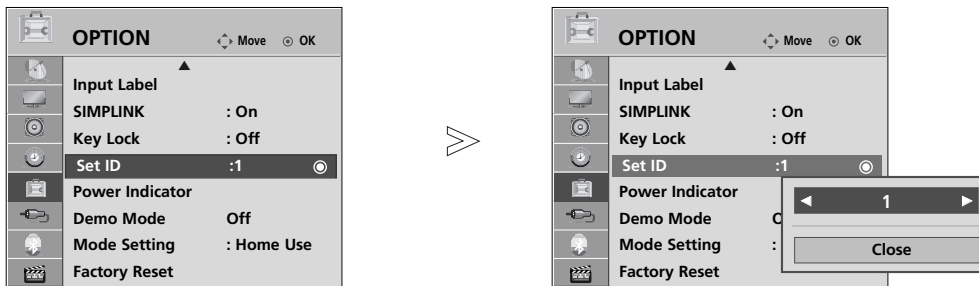 OPTION Move OK
Input Label
SIMPLINK : On
Key Lock : Off
Set ID :1
Power Indicator
Demo Mode Off
Mode Setting : Home Use
Factory Reset
OPTION Move OK
Input Label
SIMPLINK : On
Key Lock : Off
Set ID :1
Power Indicator
Demo Mode
Mode Setting :
Factory Reset
1
Close